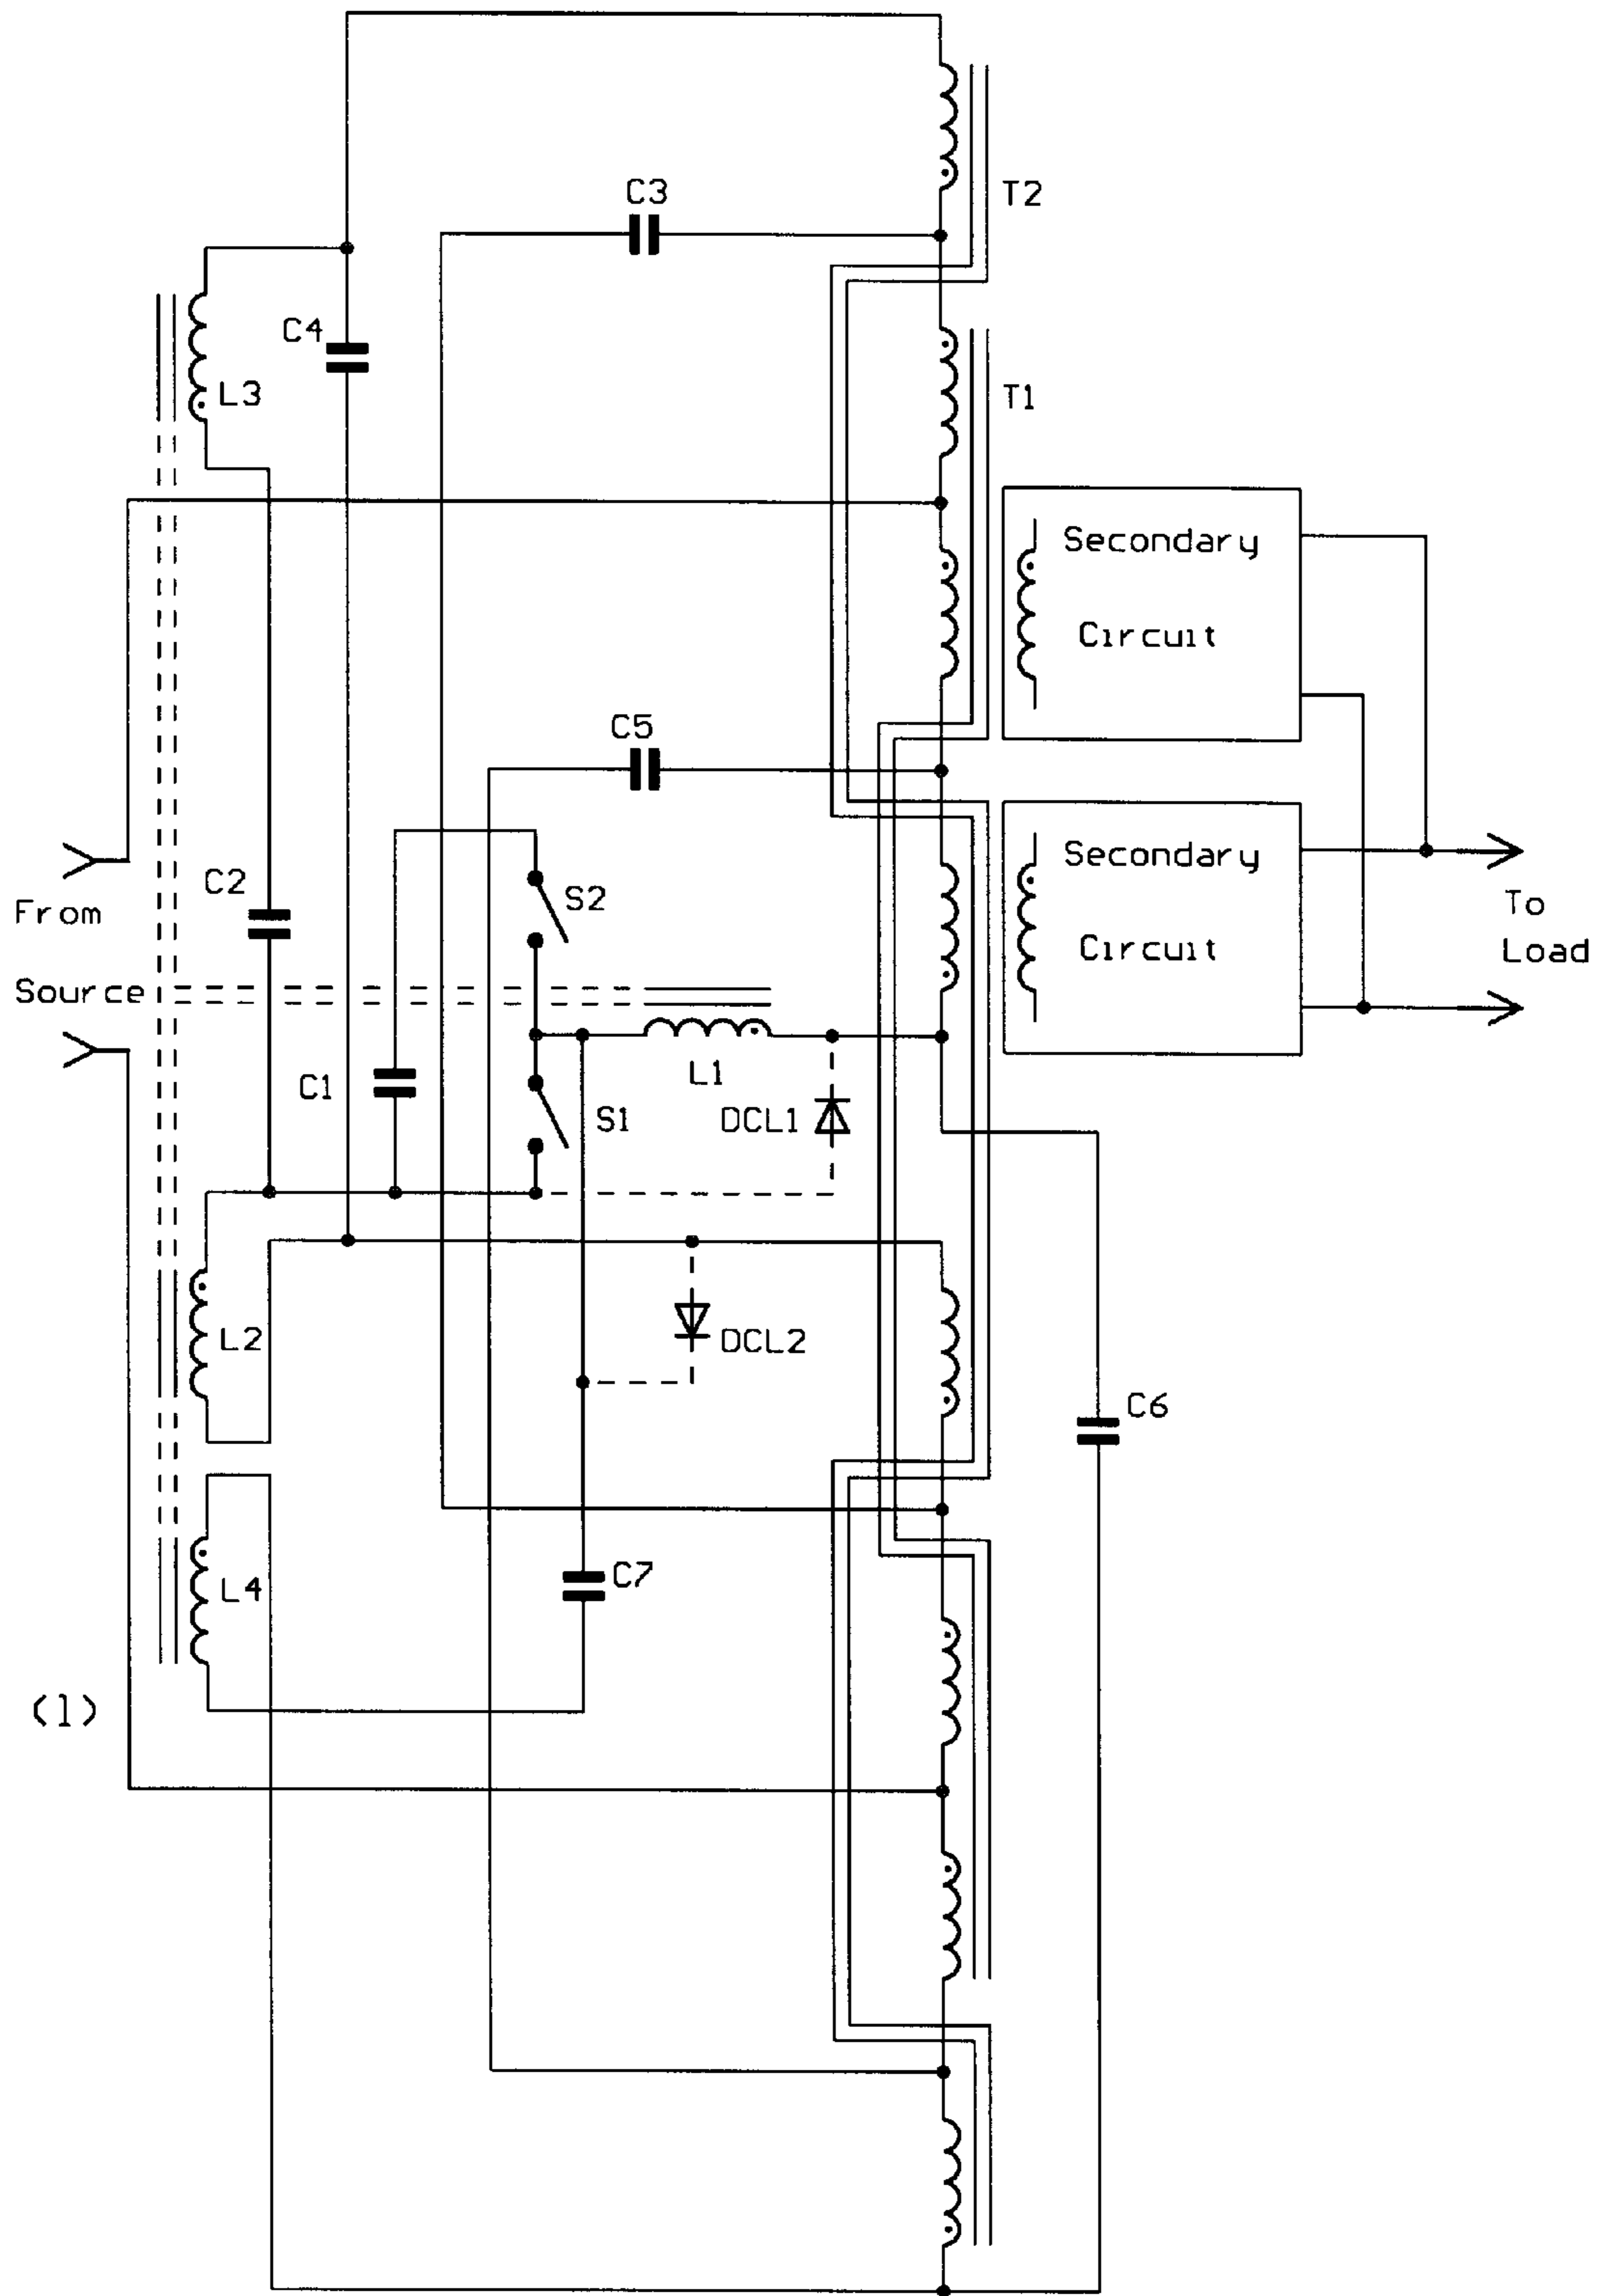 T2
C3
C4
L3
T1
Secondary
Circuit
C5
Secondary
Circuit
C2
S2
From
To
Load
Source
C1
L1
S1
DCL1
L2
DCL2
C6
C7
L4
(l)